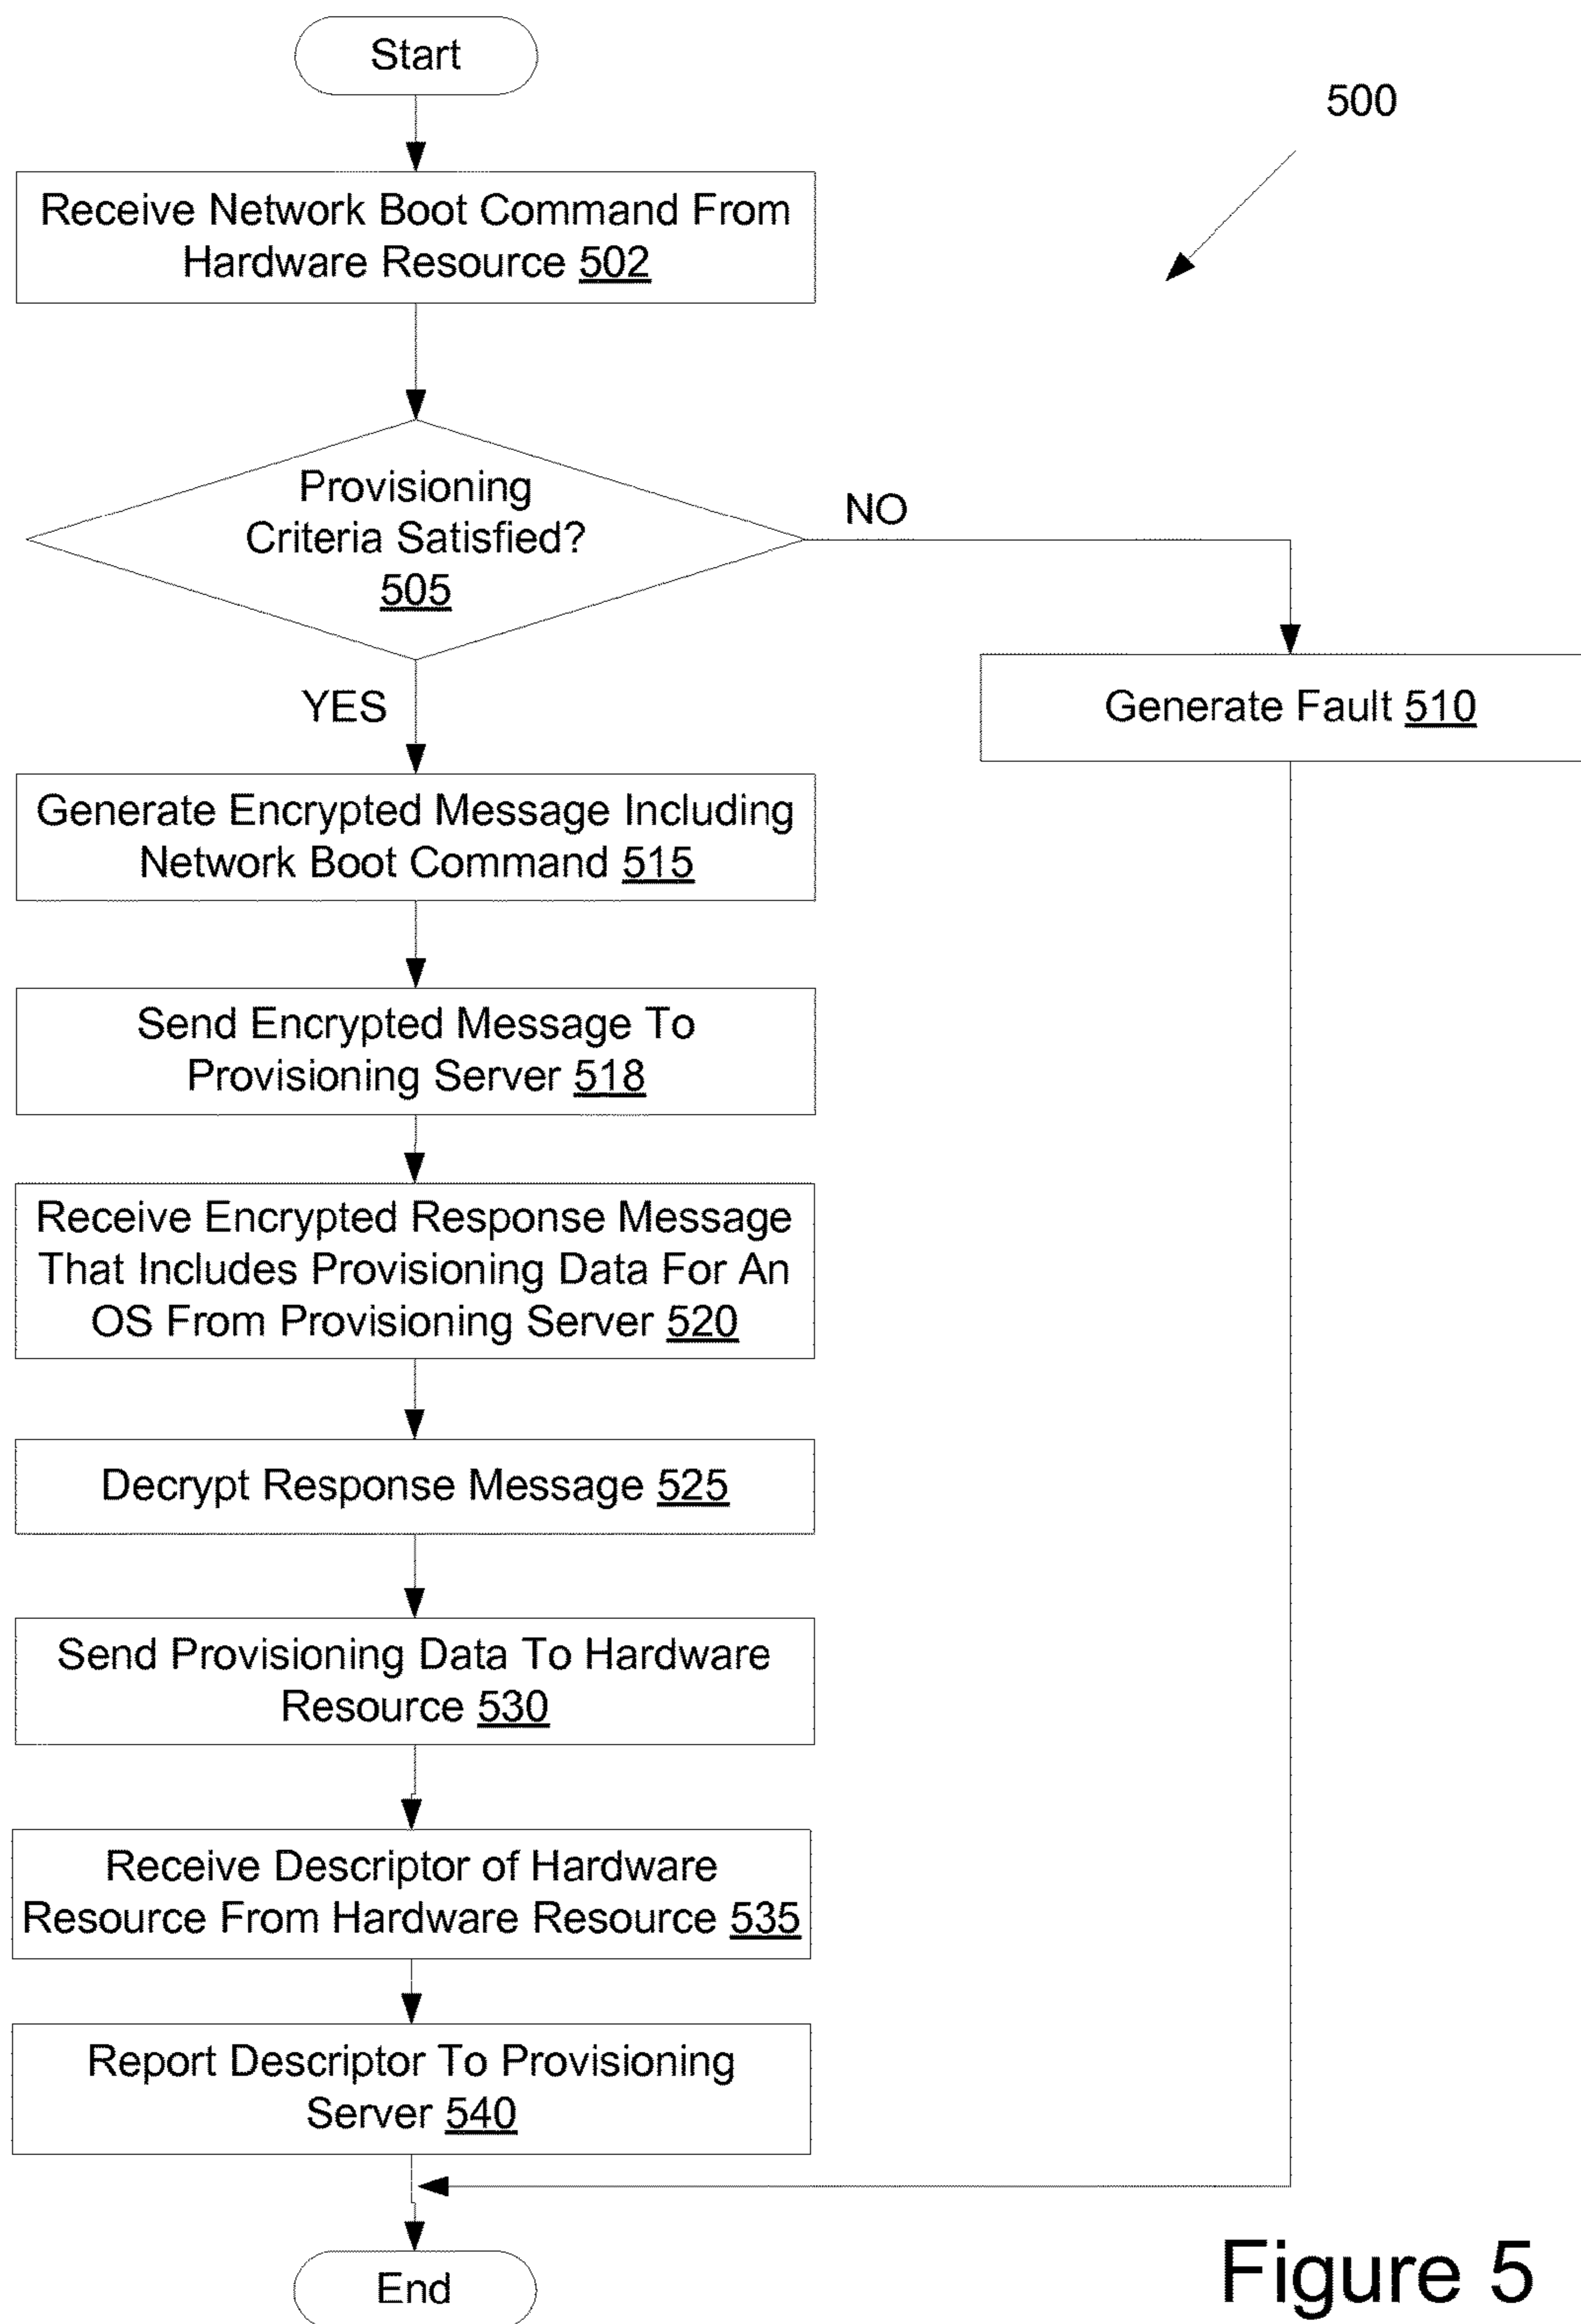 Start
500
Receive Network Boot Command From
Hardware Resource 502
Provisioning
Criteria Satisfied?
505
NO
YES
Generate Fault 510
Generate Encrypted Message Including
Network Boot Command 515
Send Encrypted Message To
Provisioning Server 518
Receive Encrypted Response Message
That Includes Provisioning Data For An
OS From Provisioning Server 520
Decrypt Response Message 525
Send Provisioning Data To Hardware
Resource 530
Receive Descriptor of Hardware
Resource From Hardware Resource 535
Report Descriptor To Provisioning
Server 540
End
Figure 5